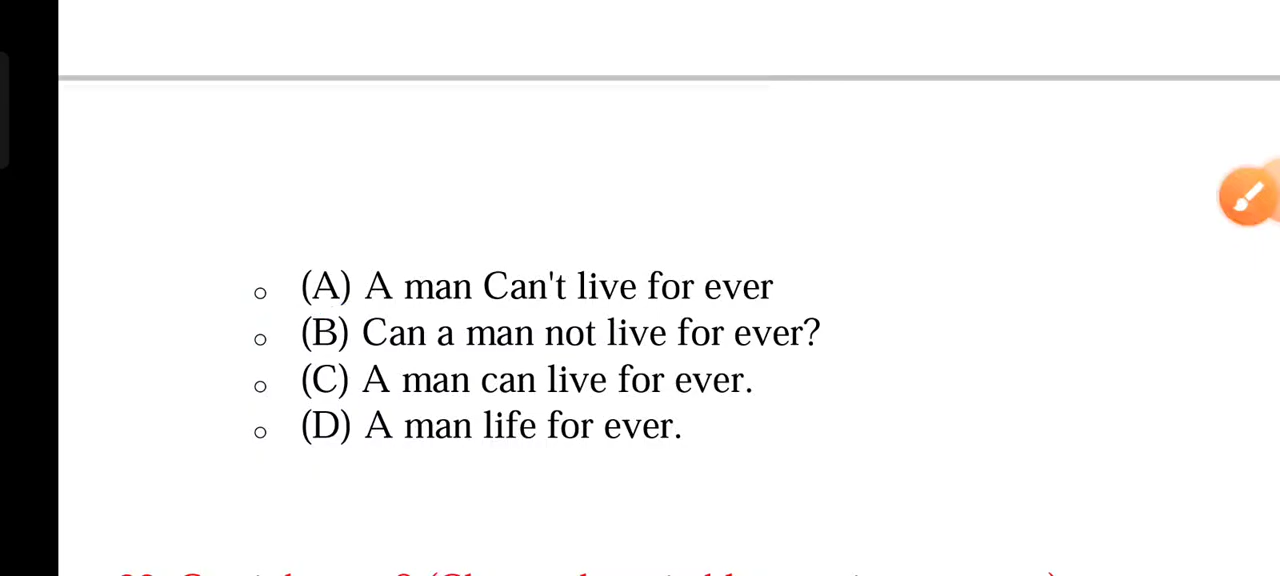 (A) A man Can't live for ever
(B) Can a man not live for ever?
(C) A man can live for ever.
(D) A man life for ever.